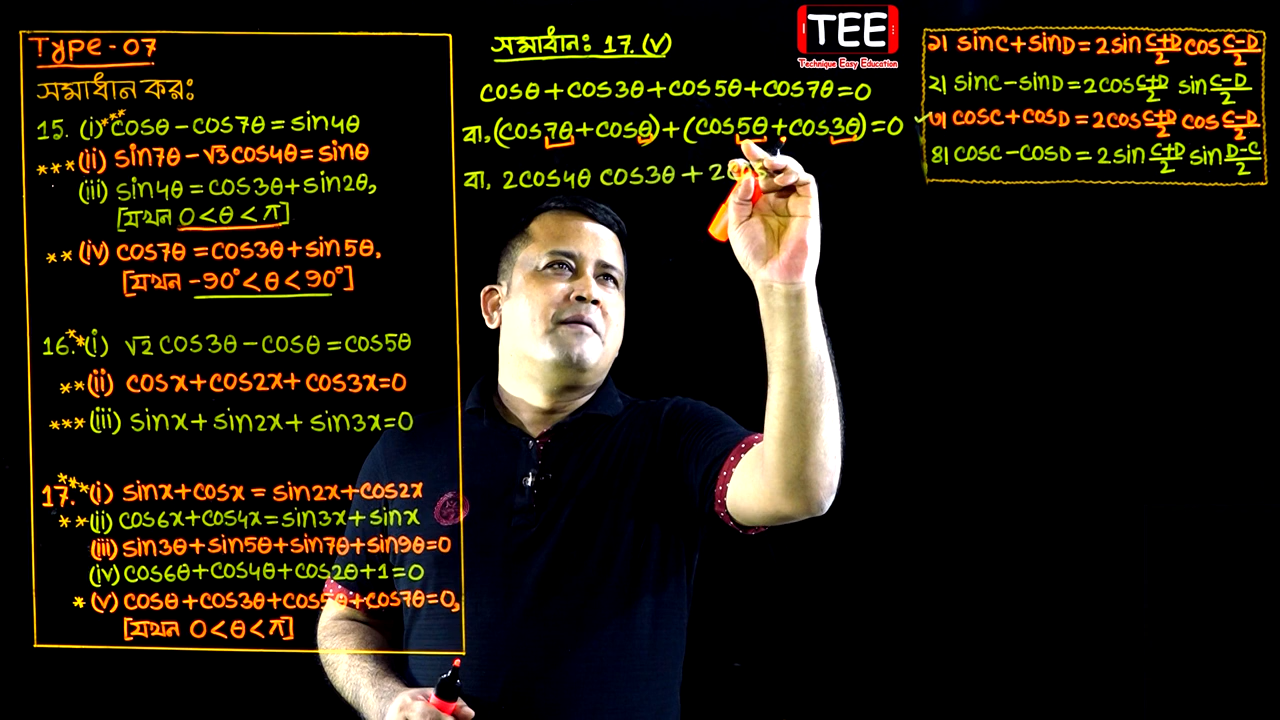 Type-07
সমাধান কর:
15. (i)*** cosθ − cos7θ = sin4θ
***(ii) sin7θ − √3cos4θ = sinθ
(iii) sin4θ = cos3θ + sin2θ,
[যখন 0 < θ < π]
**(iv) cos7θ = cos3θ + sin5θ,
[যখন -90° < θ < 90°]
16.**(i) √2 cos3θ − cosθ = cos5θ
**(ii) cosx + cos2x + cos3x = 0
***(iii) sinx + sin2x + sin3x = 0
17.***(i) sinx + cosx = sin2x + cos2x
**(ii) cos6x + cos4x = sin3x + sinx
(iii) sin3θ + sin5θ + sin7θ + sin9θ = 0
(iv) cos6θ + cos4θ + cos2θ + 1 = 0
*(v) cosθ + cos3θ + cos5θ + cos7θ = 0,
[যখন 0 < θ < π]
সমাধান: 17. (v)
cosθ + cos3θ + cos5θ + cos7θ = 0
বা, (cos7θ + cosθ) + (cos5θ + cos3θ) = 0
বা, 2cos4θ cos3θ + 2cos
TEE
Technique Easy Education
১। sinC + sinD = 2sin (C+D)/2 cos (C−D)/2
২। sinC − sinD = 2cos (C+D)/2 sin (C−D)/2
৩। cosC + cosD = 2cos (C+D)/2 cos (C−D)/2
৪। cosC − cosD = 2sin (C+D)/2 sin (D−C)/2